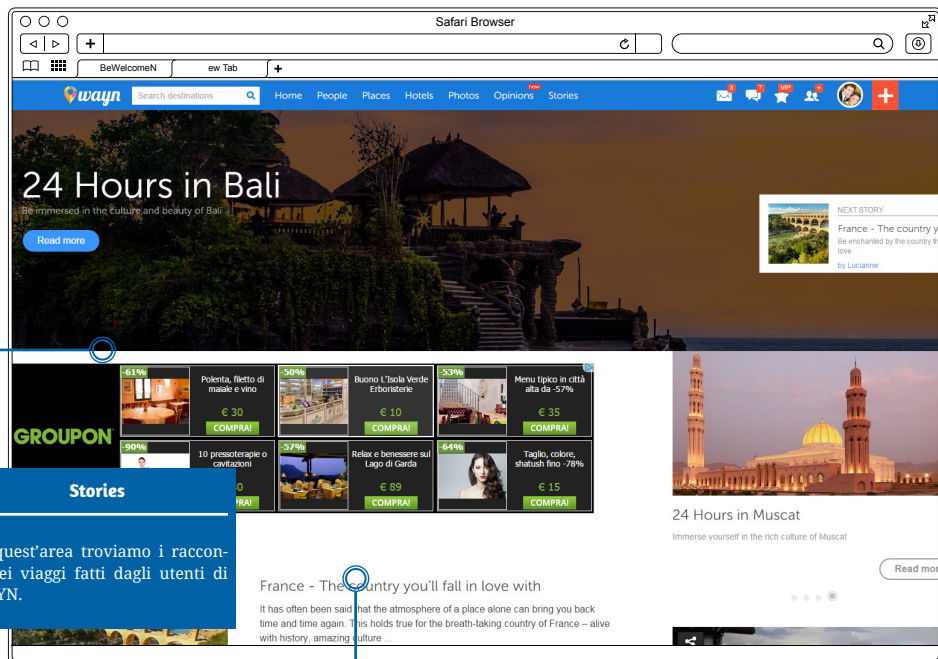 Safari Browser
BeWelcomeN
ew Tab
wayn
Search destinations
Home People Places Hotels Photos Opinions Stories
new
3
7
VIP
24 Hours in Bali
Be immersed in the culture and beauty of Bali
Read more
NEXT STORY
France - The country y
Be enchanted by the country th
love
by Lucianne
GROUPON
-61%
Polenta, filetto di
maiale e vino
€ 30
COMPRA!
-50%
Buono L'Isola Verde
Erboristerie
€ 10
COMPRA!
-53%
Menu tipico in città
alta da -57%
€ 35
COMPRA!
-90%
10 pressoterapie o
cavitazioni
0
RA!
-57%
Relax e benessere sul
Lago di Garda
€ 89
COMPRA!
-64%
Taglio, colore,
shatush fino -78%
€ 15
COMPRA!
24 Hours in Muscat
Immerse yourself in the rich culture of Muscat
Read mor
Stories
quest'area troviamo i raccon-
ei viaggi fatti dagli utenti di
YN.
France - The country you'll fall in love with
It has often been said that the atmosphere of a place alone can bring you back
time and time again. This holds true for the breath-taking country of France – alive
with history, amazing culture ...